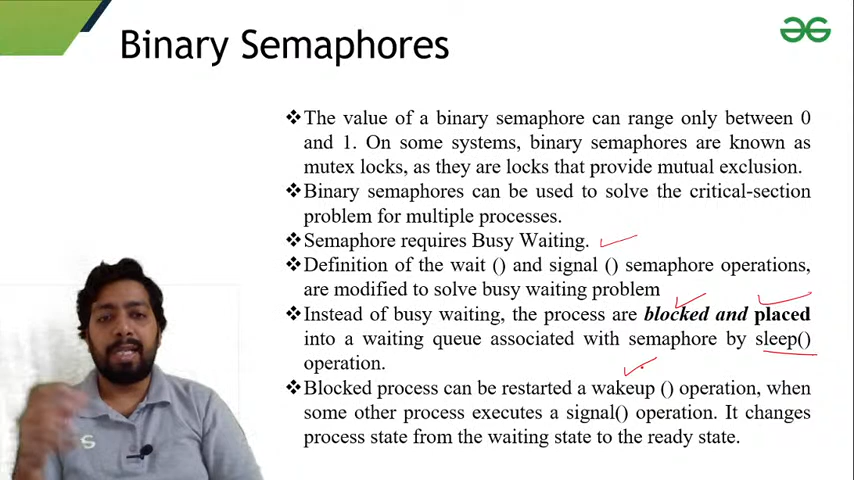 Binary Semaphores
❖The value of a binary semaphore can range only between 0
and 1. On some systems, binary semaphores are known as
mutex locks, as they are locks that provide mutual exclusion.
❖Binary semaphores can be used to solve the critical-section
problem for multiple processes.
❖Semaphore requires Busy Waiting.
❖Definition of the wait () and signal () semaphore operations,
are modified to solve busy waiting problem
❖Instead of busy waiting, the process are blocked and placed
into a waiting queue associated with semaphore by sleep()
operation.
❖Blocked process can be restarted a wakeup () operation, when
some other process executes a signal() operation. It changes
process state from the waiting state to the ready state.